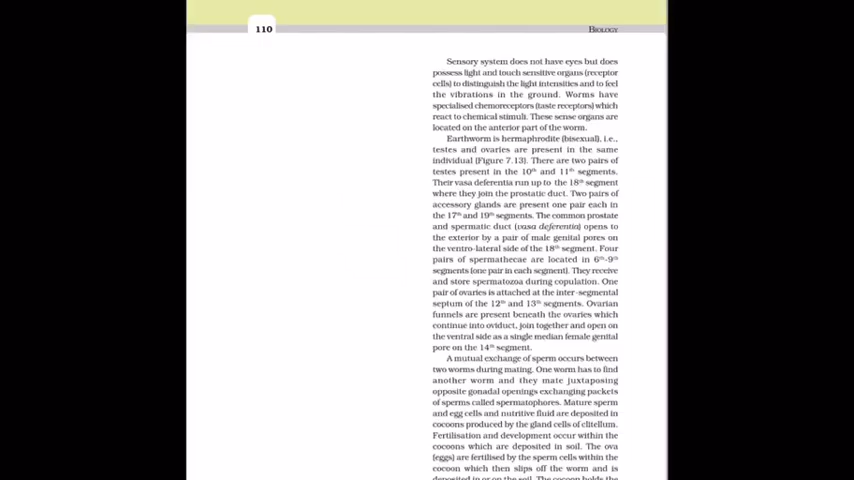 110
BIOLOGY
Sensory system does not have eyes but does
possess light and touch sensitive organs (receptor
cells) to distinguish the light intensities and to feel
the vibrations in the ground. Worms have
specialised chemoreceptors (taste receptors) which
react to chemical stimuli. These sense organs are
located on the anterior part of the worm.
Earthworm is hermaphrodite (bisexual), i.e.,
testes and ovaries are present in the same
individual (Figure 7.13). There are two pairs of
testes present in the 10th and 11th segments.
Their vasa deferentia run up to the 18th segment
where they join the prostatic duct. Two pairs of
accessory glands are present one pair each in
the 17th and 19th segments. The common prostate
and spermatic duct (vasa deferentia) opens to
the exterior by a pair of male genital pores on
the ventro-lateral side of the 18th segment. Four
pairs of spermathecae are located in 6th-9th
segments (one pair in each segment). They receive
and store spermatozoa during copulation. One
pair of ovaries is attached at the inter-segmental
septum of the 12th and 13th segments. Ovarian
funnels are present beneath the ovaries which
continue into oviduct, join together and open on
the ventral side as a single median female genital
pore on the 14th segment.
A mutual exchange of sperm occurs between
two worms during mating. One worm has to find
another worm and they mate juxtaposing
opposite gonadal openings exchanging packets
of sperms called spermatophores. Mature sperm
and egg cells and nutritive fluid are deposited in
cocoons produced by the gland cells of clitellum.
Fertilisation and development occur within the
cocoons which are deposited in soil. The ova
(eggs) are fertilised by the sperm cells within the
cocoon which then slips off the worm and is
deposited in or on the soil. The cocoon holds the